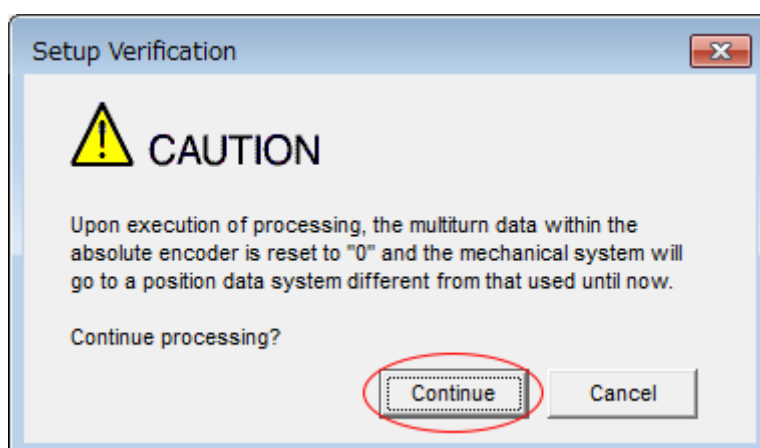 Setup Verification
CAUTION
Upon execution of processing, the multiturn data within the
absolute encoder is reset to "0" and the mechanical system will
go to a position data system different from that used until now.
Continue processing?
Continue Cancel